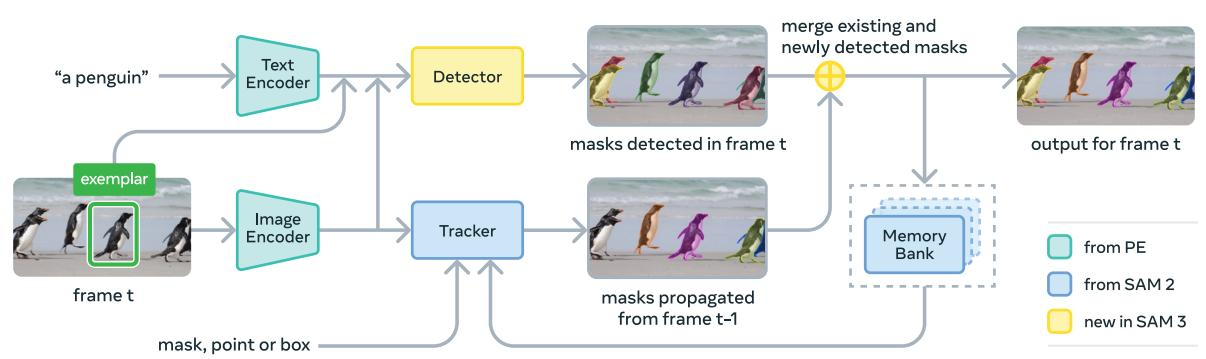 "a penguin"
Text
Encoder
Detector
masks detected in frame t
merge existing and
newly detected masks
output for frame t
exemplar
frame t
Image
Encoder
Tracker
masks propagated
from frame t-1
Memory
Bank
mask, point or box
from PE
from SAM 2
new in SAM 3